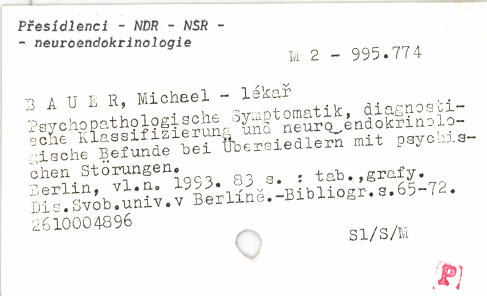 Přesídlenci - NDR - NSR -
- neuroendokrinologie
M 2 - 995.774
B A U E R, Michael - lékař
Psychopathologische Symptomatik, diagnosti-
sche Klassifizierung und neuro endokrinolo-
gische Befunde bei Übersiedlern mit psychis-
chen Störungen.
Berlin, vl.n. 1993. 83 s. : tab.,grafy.
Dis.Svob.univ.v Berlíně.-Bibliogr.s.65-72.
2610004896
Sl/S/M
[P]